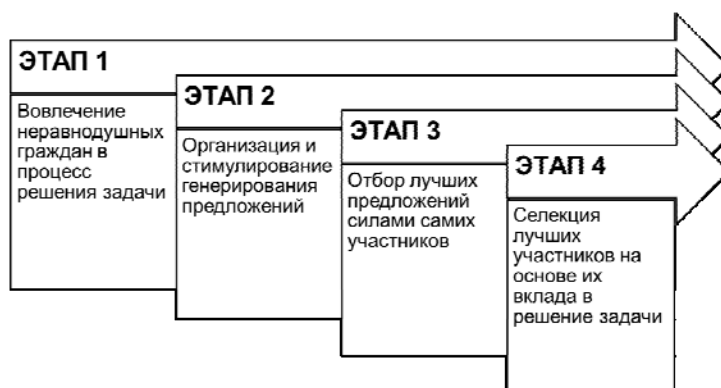 ЭТАП 1
Вовлечение
неравнодушных
граждан в
процесс
решения задачи
ЭТАП 2
Организация и
стимулирование
генерирования
предложений
ЭТАП 3
Отбор лучших
предложений
силами самих
участников
ЭТАП 4
Селекция
лучших
участников на
основе их
вклада в
решение задачи